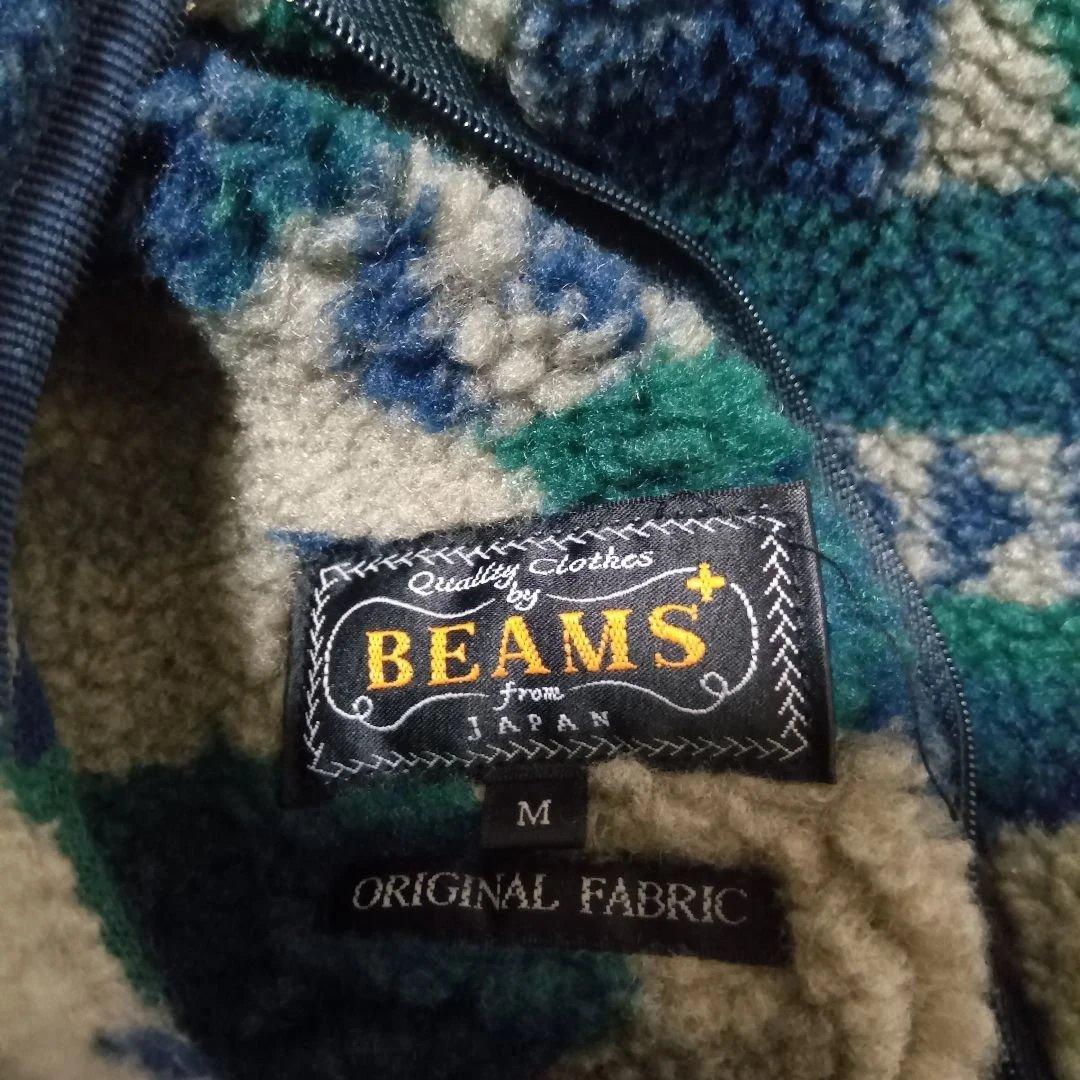 Quality Clothes
by
BEAMS+
from
JAPAN
M
ORIGINAL FABRIC